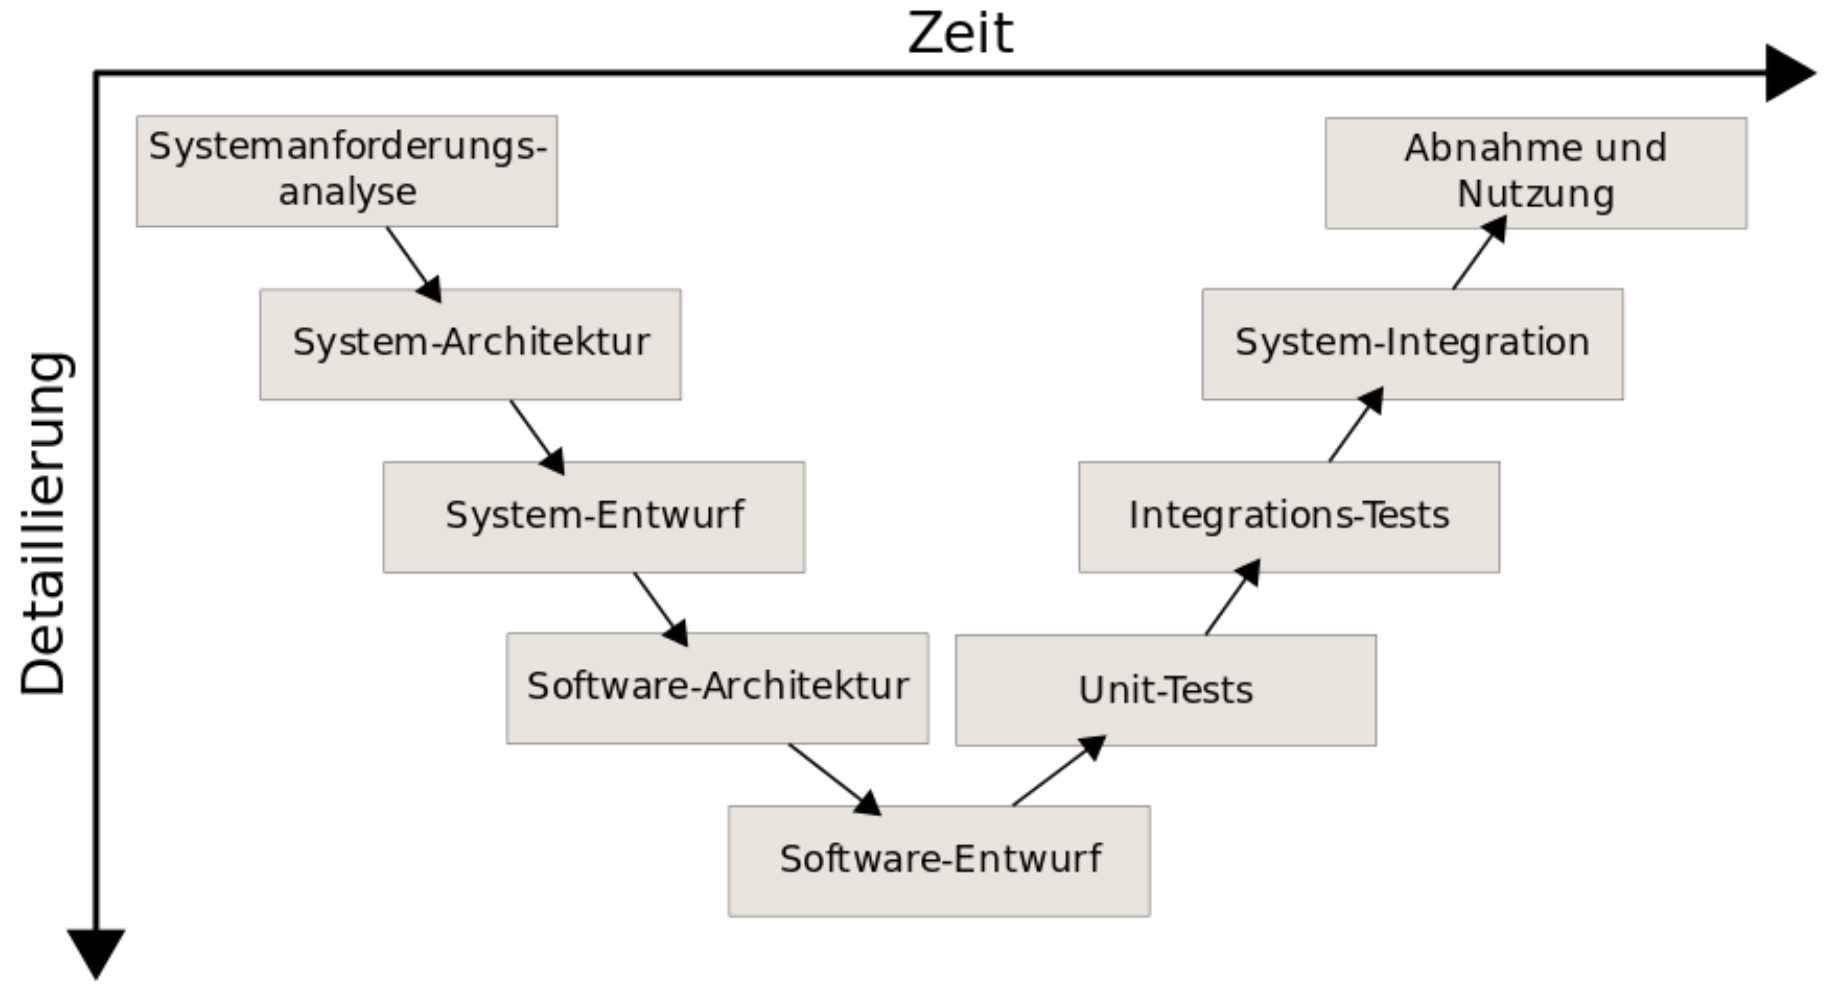 Zeit
Systemanforderungs-
analyse
Abnahme und
Nutzung
System-Architektur
System-Integration
Detaillierung
System-Entwurf
Integrations-Tests
Software-Architektur
Unit-Tests
Software-Entwurf